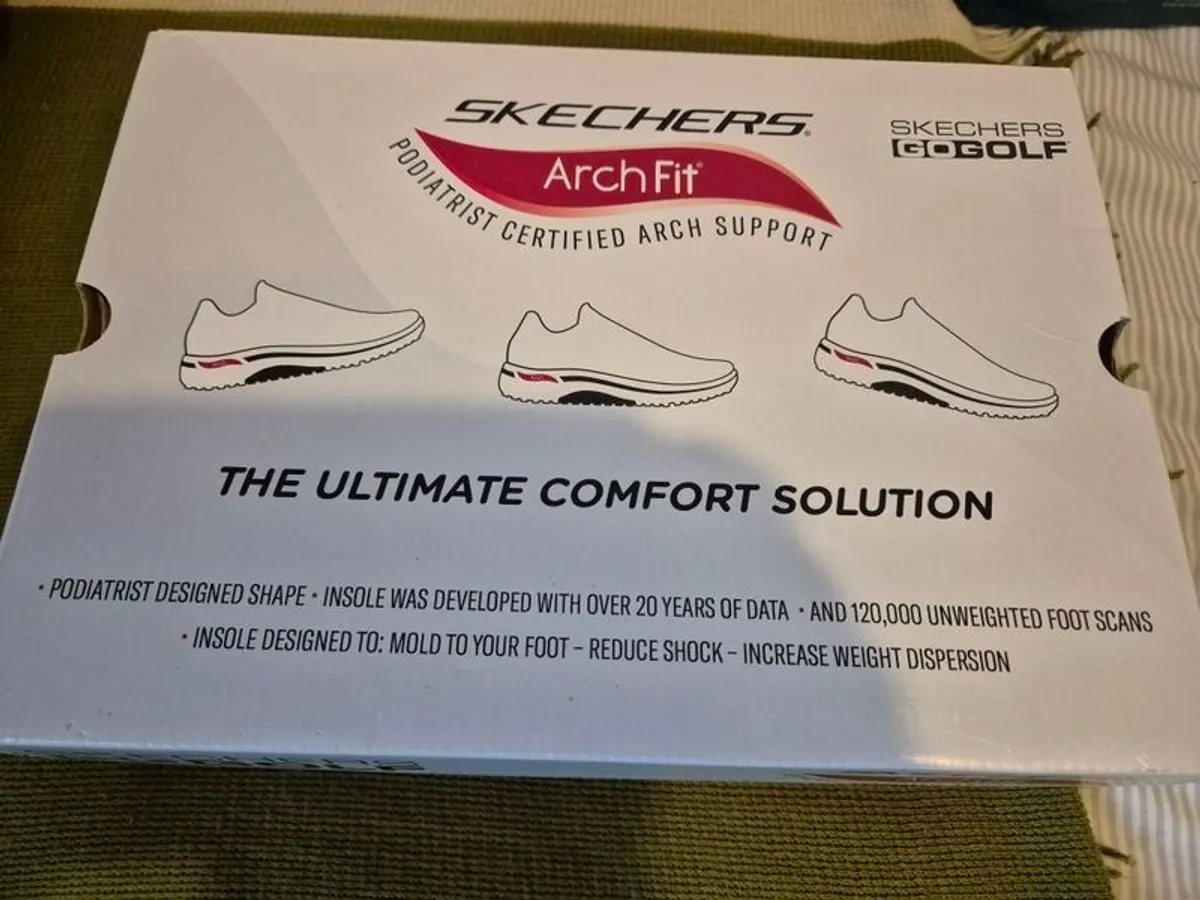 SKECHERS®
ArchFit®
PODIATRIST CERTIFIED ARCH SUPPORT
SKECHERS
GOGOLF
THE ULTIMATE COMFORT SOLUTION
• PODIATRIST DESIGNED SHAPE • INSOLE WAS DEVELOPED WITH OVER 20 YEARS OF DATA • AND 120,000 UNWEIGHTED FOOT SCANS
• INSOLE DESIGNED TO: MOLD TO YOUR FOOT – REDUCE SHOCK – INCREASE WEIGHT DISPERSION